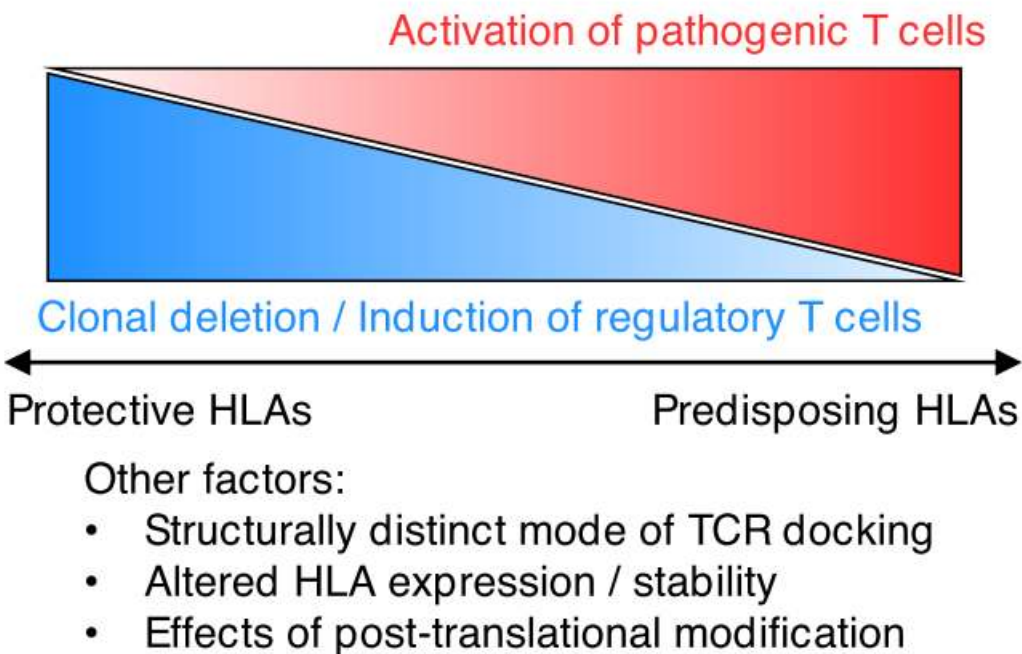 Activation of pathogenic T cells
Clonal deletion / Induction of regulatory T cells
Protective HLAs
Predisposing HLAs
Other factors:
• Structurally distinct mode of TCR docking
• Altered HLA expression / stability
• Effects of post-translational modification